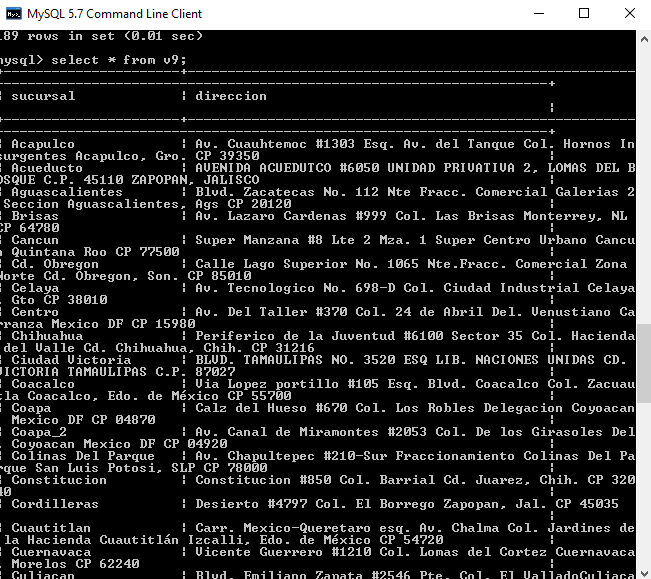 MySQL 5.7 Command Line Client
189 rows in set (0.01 sec)
mysql> select * from v9;
| sucursal | direccion
|
| Acapulco | Av. Cuauhtemoc #1303 Esq. Av. del Tanque Col. Hornos In
surgentes Acapulco, Gro. CP 39350 |
| Acueducto | AVENIDA ACUEDUTCO #6050 UNIDAD PRIVATIVA 2, LOMAS DEL B
OSQUE C.P. 45110 ZAPOPAN, JALISCO |
| Aguascalientes | Blvd. Zacatecas No. 112 Nte Fracc. Comercial Galerias 2
Seccion Aguascalientes, Ags CP 20120 |
| Brisas | Av. Lazaro Cardenas #999 Col. Las Brisas Monterrey, NL
CP 64780 |
| Cancun | Super Manzana #8 Lte 2 Mza. 1 Super Centro Urbano Cancu
n Quintana Roo CP 77500 |
| Cd. Obregon | Calle Lago Superior No. 1065 Nte.Fracc. Comercial Zona
Norte Cd. Obregon, Son. CP 85010 |
| Celaya | Av. Tecnologico No. 698-D Col. Ciudad Industrial Celaya
, Gto CP 38010 |
| Centro | Av. Del Taller #370 Col. 24 de Abril Del. Venustiano Ca
rranza Mexico DF CP 15980 |
| Chihuahua | Periferico de la Juventud #6100 Sector 35 Col. Hacienda
del Valle Cd. Chihuahua, Chih. CP 31216 |
| Ciudad Victoria | BLVD. TAMAULIPAS NO. 3520 ESQ LIB. NACIONES UNIDAS CD.
VICTORIA TAMAULIPAS C.P. 87027 |
| Coacalco | Via Lopez portillo #105 Esq. Blvd. Coacalco Col. Zacuau
tla Coacalco, Edo. de México CP 55700 |
| Coapa | Calz del Hueso #670 Col. Los Robles Delegacion Coyoacan
Mexico DF CP 04870 |
| Coapa_2 | Av. Canal de Miramontes #2053 Col. De los Girasoles Del
. Coyoacan Mexico DF CP 04920 |
| Colinas Del Parque | Av. Chapultepec #210-Sur Fraccionamiento Colinas Del Pa
rque San Luis Potosi, SLP CP 78000 |
| Constitucion | Constitucion #850 Col. Barrial Cd. Juarez, Chih. CP 320
40 |
| Cordilleras | Desierto #4797 Col. El Borrego Zapopan, Jal. CP 45035
|
| Cuautitlan | Carr. Mexico-Queretaro esq. Av. Chalma Col. Jardines de
la Hacienda Cuautitlán Izcalli, Edo. de México CP 54720 |
| Cuernavaca | Vicente Guerrero #1210 Col. Lomas del Cortez Cuernavaca
, Morelos CP 62240 |
| Culiacan | Blvd. Emiliano Zapata #2546 Pte. Col. El ValladoCuliaca